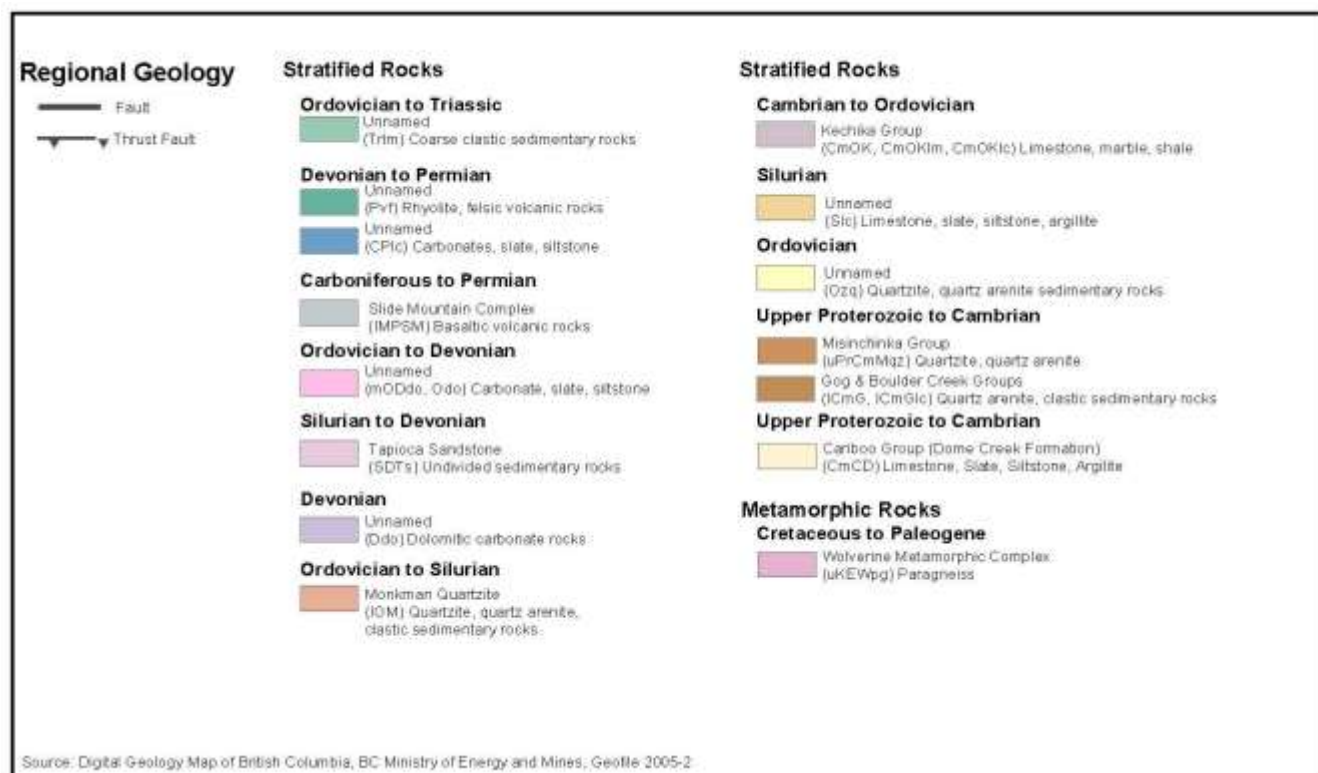 Regional Geology
Fault
Thrust Fault
Stratified Rocks
Ordovician to Triassic
Unnamed
(Trlm) Coarse clastic sedimentary rocks
Devonian to Permian
Unnamed
(Pvf) Rhyolite, felsic volcanic rocks
Unnamed
(CPlc) Carbonates, slate, siltstone
Carboniferous to Permian
Slide Mountain Complex
(lMPSM) Basaltic volcanic rocks
Ordovician to Devonian
Unnamed
(mODdo, Odo) Carbonate, slate, siltstone
Silurian to Devonian
Tapioca Sandstone
(SDTs) Undivided sedimentary rocks
Devonian
Unnamed
(Ddo) Dolomitic carbonate rocks
Ordovician to Silurian
Monkman Quartzite
(lOM) Quartzite, quartz arenite,
clastic sedimentary rocks
Stratified Rocks
Cambrian to Ordovician
Kechika Group
(CmOK, CmOKlm, CmOKlc) Limestone, marble, shale
Silurian
Unnamed
(Slc) Limestone, slate, siltstone, argillite
Ordovician
Unnamed
(Ozq) Quartzite, quartz arenite sedimentary rocks
Upper Proterozoic to Cambrian
Misinchinka Group
(uPrCmMqz) Quartzite, quartz arenite
Gog & Boulder Creek Groups
(lCmG, lCmGlc) Quartz arenite, clastic sedimentary rocks
Upper Proterozoic to Cambrian
Cariboo Group (Dome Creek Formation)
(CmCD) Limestone, Slate, Siltstone, Argilite
Metamorphic Rocks
Cretaceous to Paleogene
Wolverine Metamorphic Complex
(uKEWpg) Paragneiss
Source: Digital Geology Map of British Columbia, BC Ministry of Energy and Mines, Geofile 2005-2